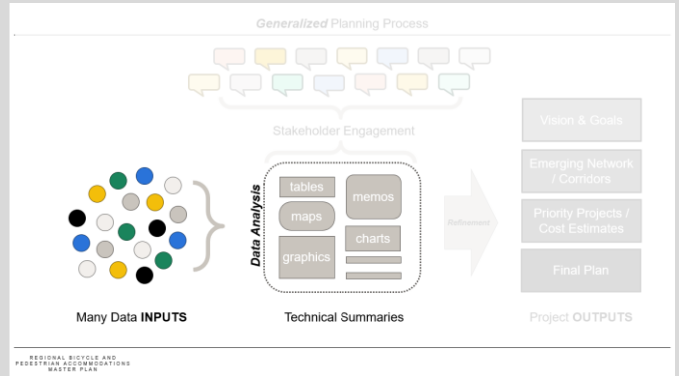 Generalized Planning Process
Stakeholder Engagement
Data Analysis
tables
maps
graphics
memos
charts
Refinement
Vision & Goals
Emerging Network
/ Corridors
Priority Projects /
Cost Estimates
Final Plan
Many Data INPUTS
Technical Summaries
Project OUTPUTS
REGIONAL BICYCLE AND
PEDESTRIAN ACCOMMODATIONS
MASTER PLAN